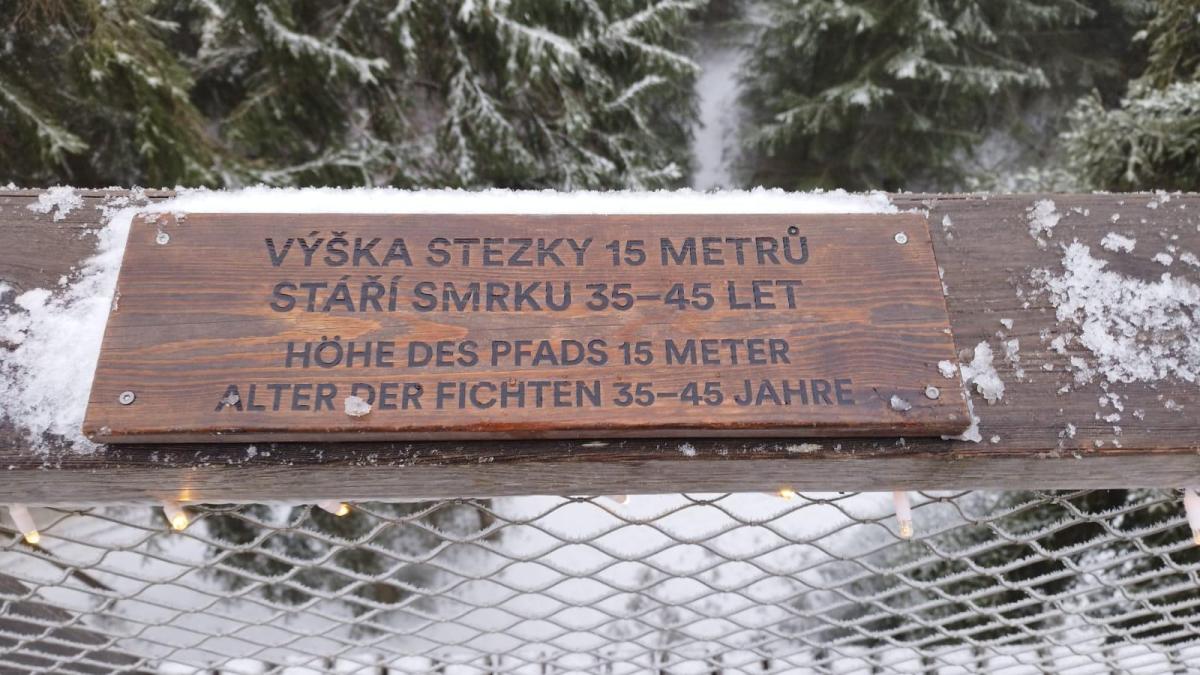 VÝŠKA STEZKY 15 METRŮ
STÁŘÍ SMRKU 35–45 LET
HÖHE DES PFADS 15 METER
ALTER DER FICHTEN 35–45 JAHRE